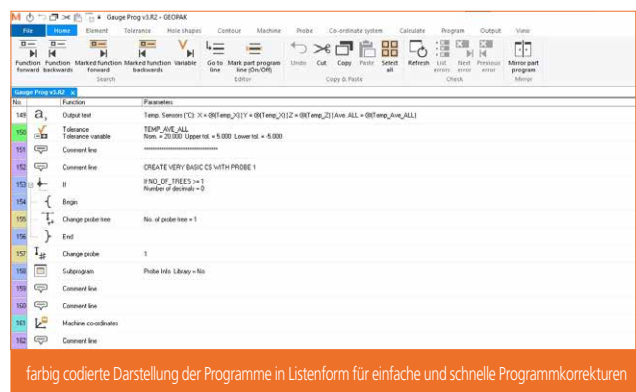 Gauge Prog v3.R2 - GEOPAK
File Home Element Tolerance Hole shapes Contour Machine Probe Co-ordinate system Calculate Program Output View
Function forward Function backwards Marked function forward Marked function backwards Variable Go to line Mark part program line (On/Off) Undo Cut Copy Paste Select all Refresh List errors Next error Previous error Mirror part program
Search Editor Copy & Paste Mirror
Gauge Prog v3.R2 x
No Function Parameters
149 Output text Temp. Sensors (°C): X = @(Temp_X) | Y = @(Temp_Y) | Z = @(Temp_Z) | Ave. ALL = @(Temp_Ave_ALL)
150 Tolerance TEMP_AVE_ALL
Tolerance variable Nom. = 20.000 Upper tol. = 5.000 Lower tol. = -5.000
151 Comment line
152 Comment line CREATE VERY BASIC CS WITH PROBE 1
153 If If NO_OF_TREES >= 1
Number of decimals = 0
154 Begin
155 Change probe tree No. of probe tree = 1
156 End
157 Change probe 1
158 Subprogram Probe Info Library = No
159 Comment line
160 Comment line
161 Machine co-ordinates
162 Comment line
farbig codierte Darstellung der Programme in Listenform für einfache und schnelle Programmkorrekturen